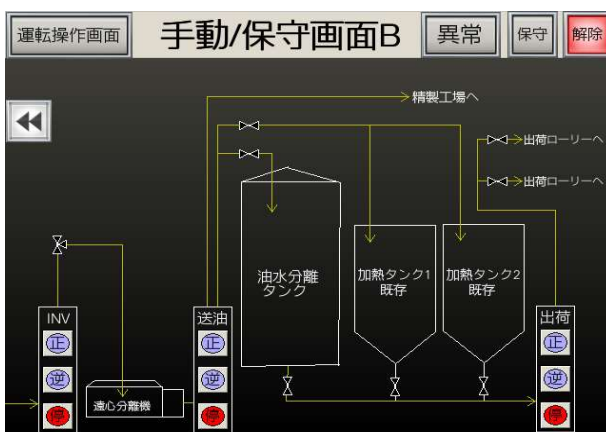 運転操作画面
手動/保守画面B
異常
保守
解除
精製工場へ
出荷ローリーへ
出荷ローリーへ
油水分離
タンク
加熱タンク1
既存
加熱タンク2
既存
INV
正
逆
停
遠心分離機
送油
正
逆
停
出荷
正
逆
停